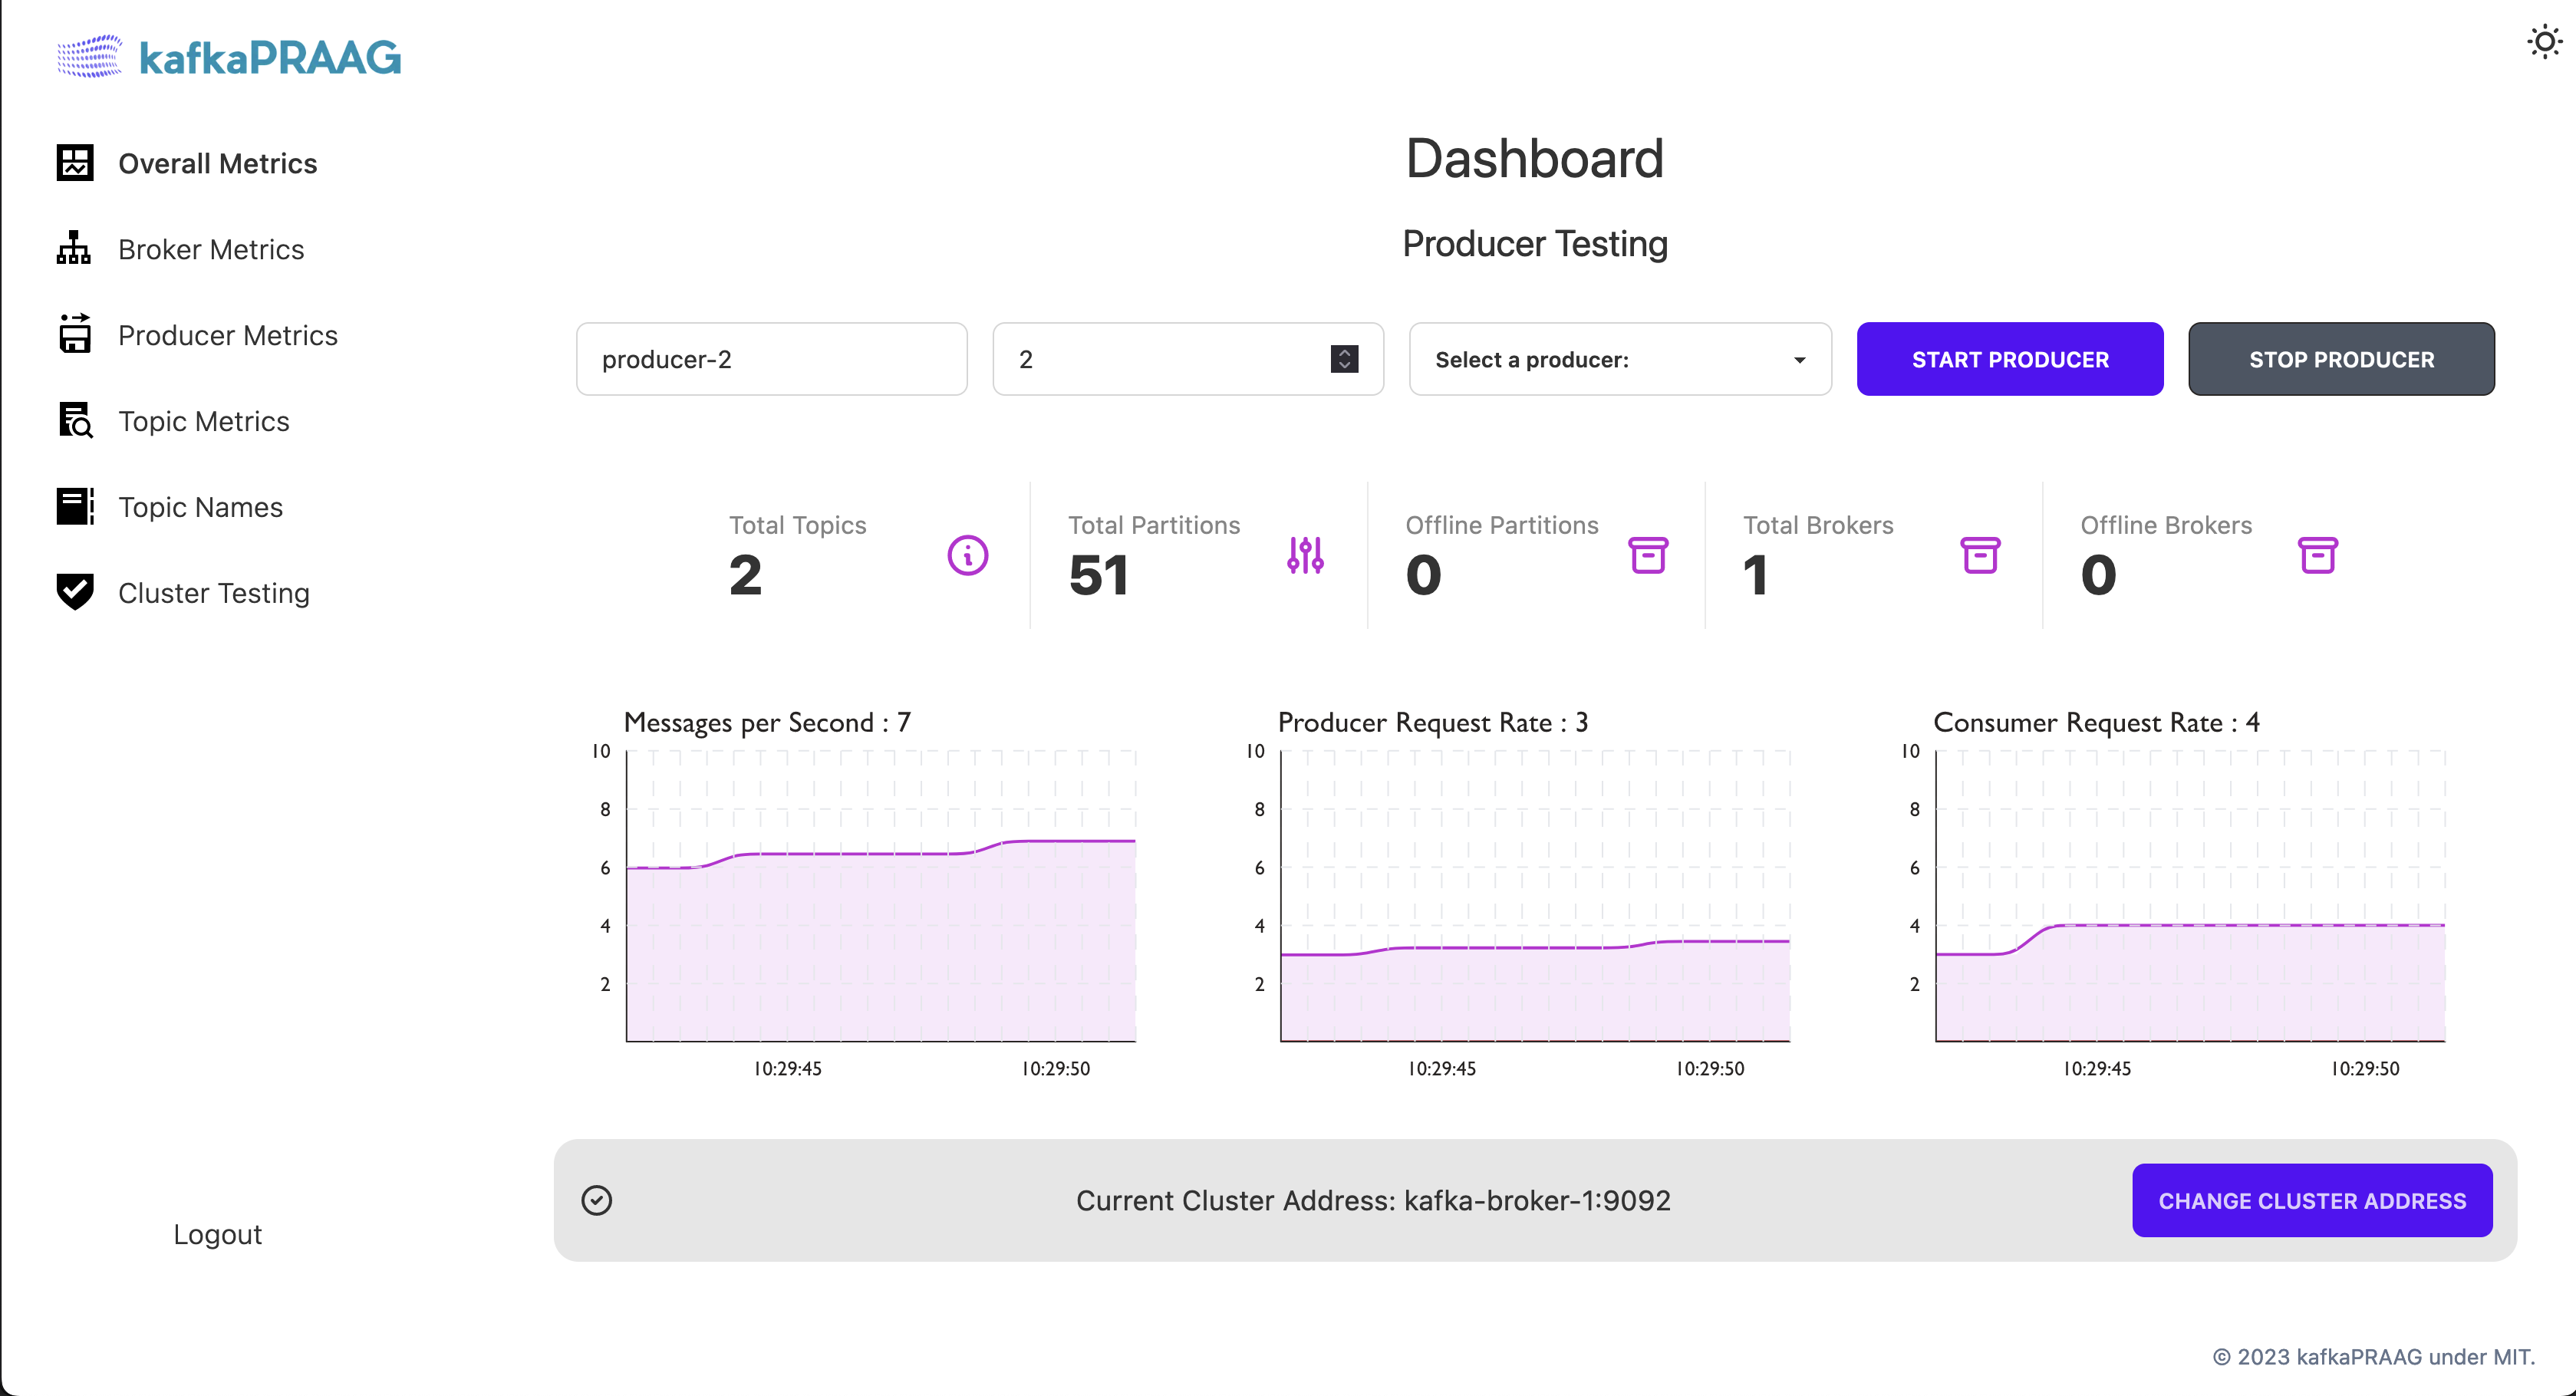 kafkaPRAAG
Overall Metrics
Broker Metrics
Producer Metrics
Topic Metrics
Topic Names
Cluster Testing
Logout
Dashboard
Producer Testing
producer-2
2
Select a producer:
START PRODUCER
STOP PRODUCER
Total Topics
2
Total Partitions
51
Offline Partitions
0
Total Brokers
1
Offline Brokers
0
Messages per Second : 7
10
8
6
4
2
10:29:45 10:29:50
Producer Request Rate : 3
10
8
6
4
2
10:29:45 10:29:50
Consumer Request Rate : 4
10
8
6
4
2
10:29:45 10:29:50
Current Cluster Address: kafka-broker-1:9092
CHANGE CLUSTER ADDRESS
© 2023 kafkaPRAAG under MIT.